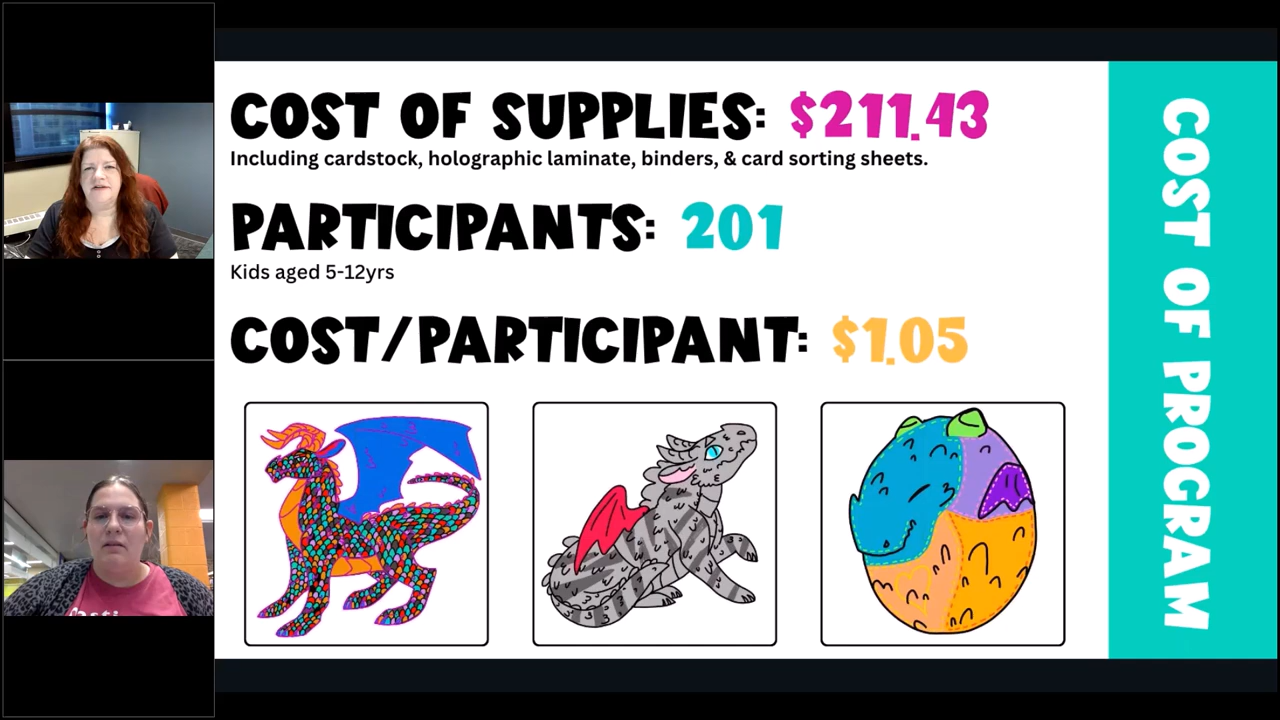 COST OF SUPPLIES: $211.43
Including cardstock, holographic laminate, binders, & card sorting sheets.
PARTICIPANTS: 201
Kids aged 5-12yrs
COST/PARTICIPANT: $1.05
COST OF PROGRAM